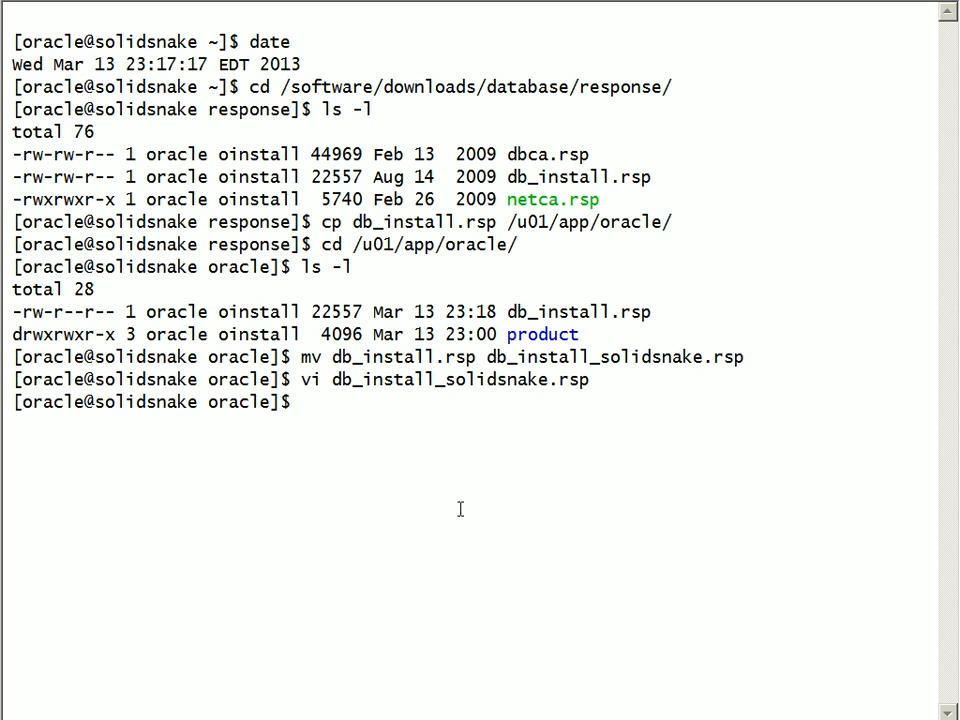 [oracle@solidsnake ~]$ date
Wed Mar 13 23:17:17 EDT 2013
[oracle@solidsnake ~]$ cd /software/downloads/database/response/
[oracle@solidsnake response]$ ls -l
total 76
-rw-rw-r-- 1 oracle oinstall 44969 Feb 13  2009 dbca.rsp
-rw-rw-r-- 1 oracle oinstall 22557 Aug 14  2009 db_install.rsp
-rwxrwxr-x 1 oracle oinstall  5740 Feb 26  2009 netca.rsp
[oracle@solidsnake response]$ cp db_install.rsp /u01/app/oracle/
[oracle@solidsnake response]$ cd /u01/app/oracle/
[oracle@solidsnake oracle]$ ls -l
total 28
-rw-r--r-- 1 oracle oinstall 22557 Mar 13 23:18 db_install.rsp
drwxrwxr-x 3 oracle oinstall  4096 Mar 13 23:00 product
[oracle@solidsnake oracle]$ mv db_install.rsp db_install_solidsnake.rsp
[oracle@solidsnake oracle]$ vi db_install_solidsnake.rsp
[oracle@solidsnake oracle]$